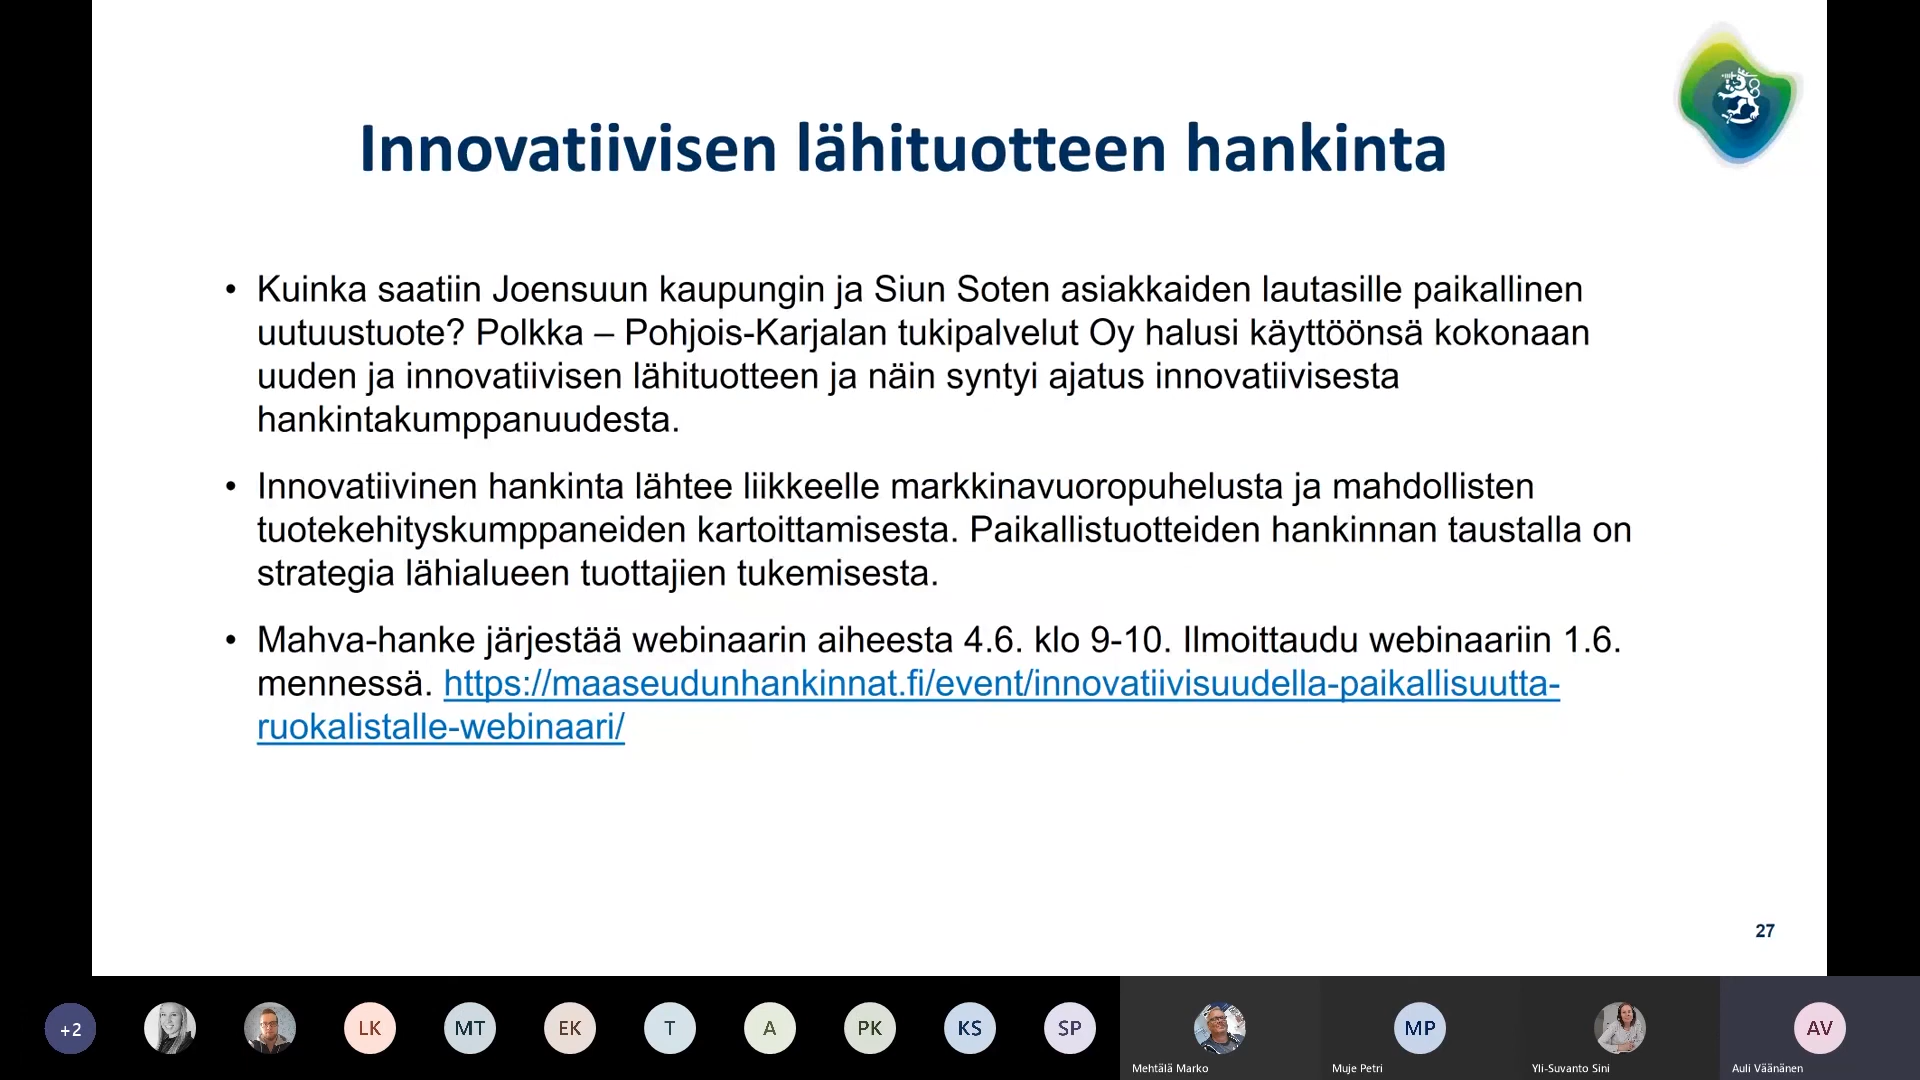 Innovatiivisen lähituotteen hankinta
• Kuinka saatiin Joensuun kaupungin ja Siun Soten asiakkaiden lautasille paikallinen
uutuustuote? Polkka – Pohjois-Karjalan tukipalvelut Oy halusi käyttöönsä kokonaan
uuden ja innovatiivisen lähituotteen ja näin syntyi ajatus innovatiivisesta
hankintakumppanuudesta.
• Innovatiivinen hankinta lähtee liikkeelle markkinavuoropuhelusta ja mahdollisten
tuotekehityskumppaneiden kartoittamisesta. Paikallistuotteiden hankinnan taustalla on
strategia lähialueen tuottajien tukemisesta.
• Mahva-hanke järjestää webinaarin aiheesta 4.6. klo 9-10. Ilmoittaudu webinaariin 1.6.
mennessä. https://maaseudunhankinnat.fi/event/innovatiivisuudella-paikallisuutta-
ruokalistalle-webinaari/
27
+2 LK MT EK T A PK KS SP MP AV
Mehtälä Marko Muje Petri Yli-Suvanto Sini Auli Väänänen